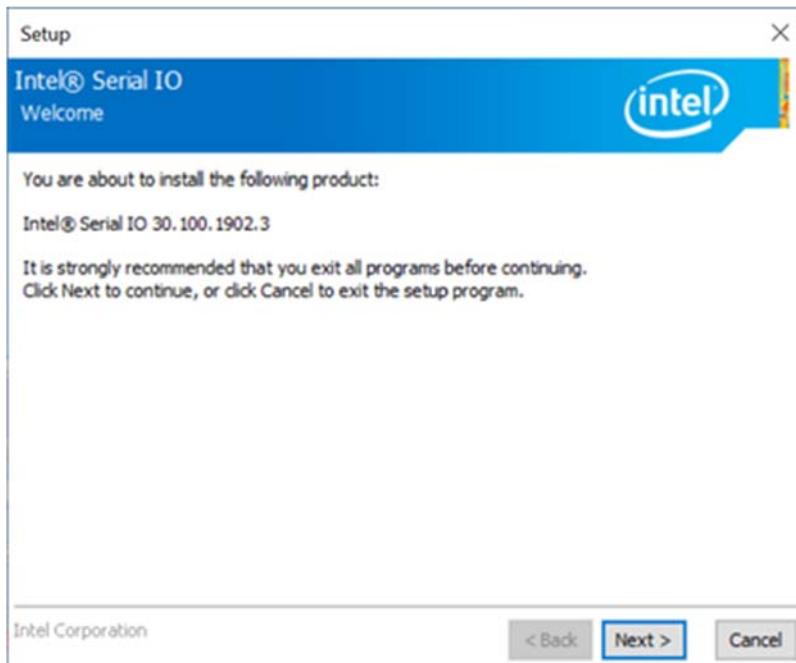 Setup
Intel® Serial IO
Welcome
intel
You are about to install the following product:
Intel® Serial IO 30.100.1902.3
It is strongly recommended that you exit all programs before continuing.
Click Next to continue, or click Cancel to exit the setup program.
Intel Corporation
< Back Next > Cancel